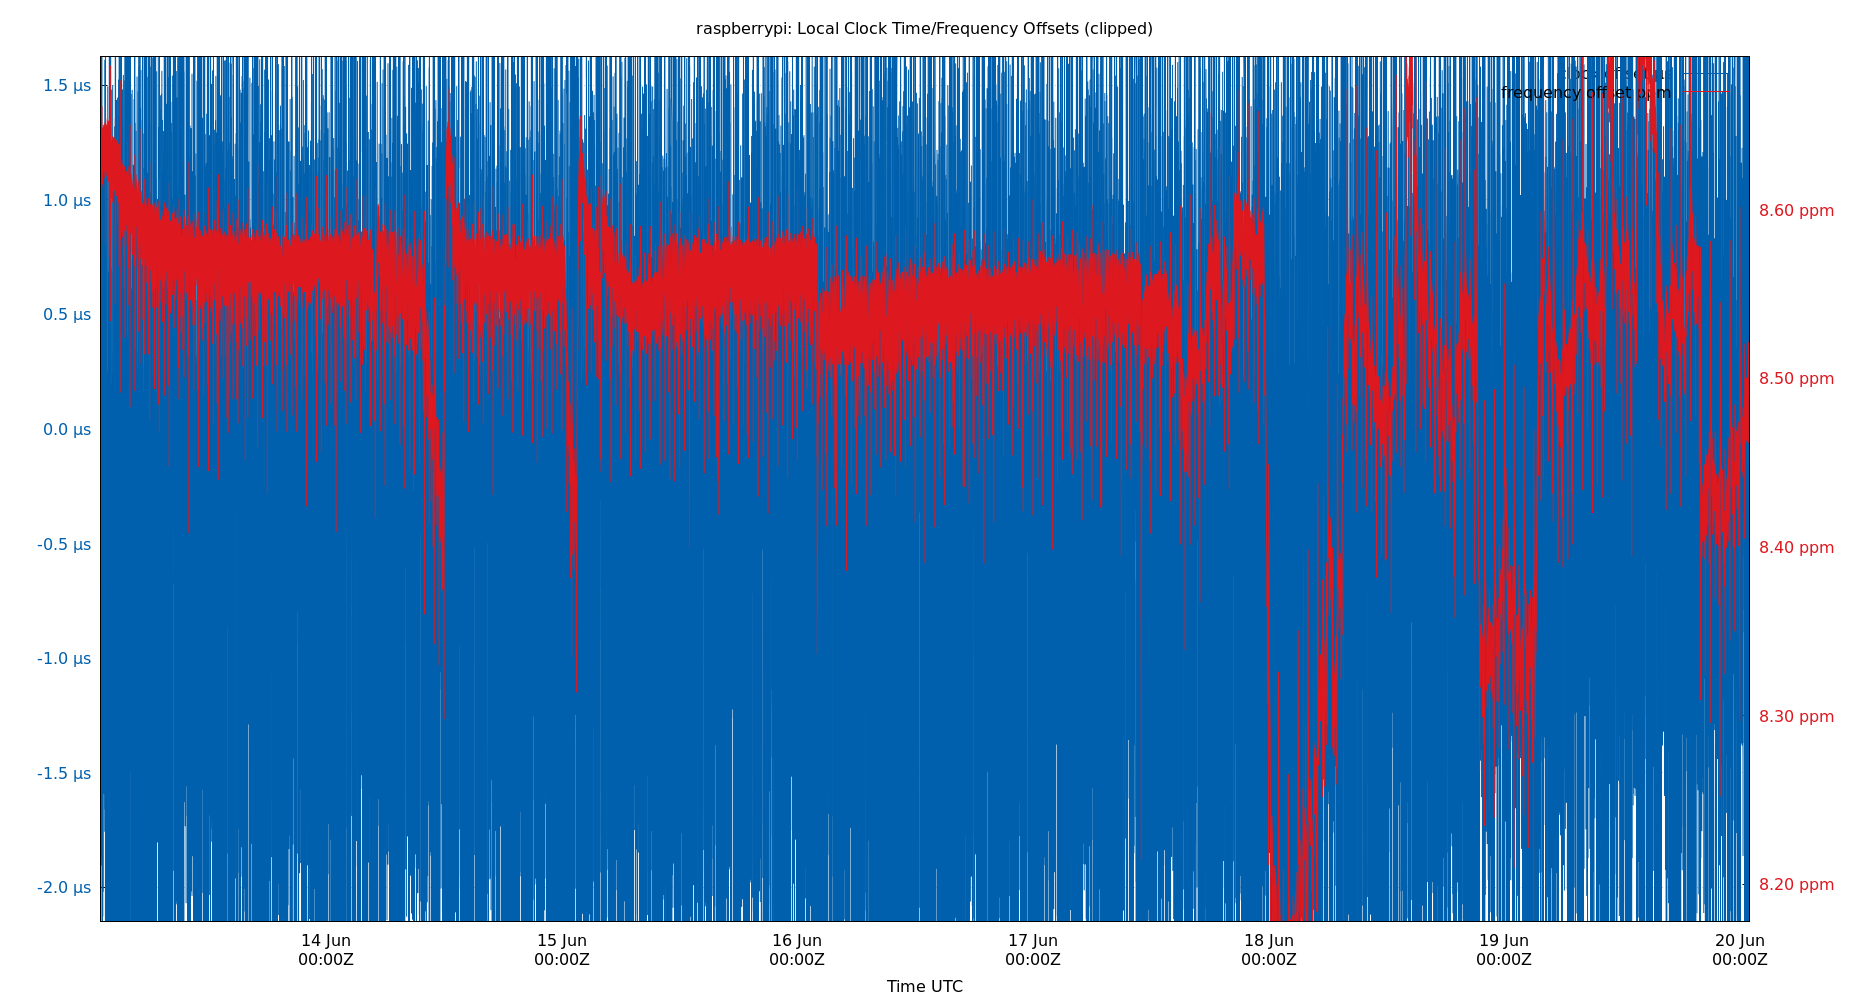 raspberrypi: Local Clock Time/Frequency Offsets (clipped)
1.5 µs
1.0 µs
0.5 µs
0.0 µs
-0.5 µs
-1.0 µs
-1.5 µs
-2.0 µs
frequency offset ppm
8.60 ppm
8.50 ppm
8.40 ppm
8.30 ppm
8.20 ppm
14 Jun 15 Jun 16 Jun 17 Jun 18 Jun 19 Jun 20 Jun
00:00Z 00:00Z 00:00Z 00:00Z 00:00Z 00:00Z 00:00Z
Time UTC